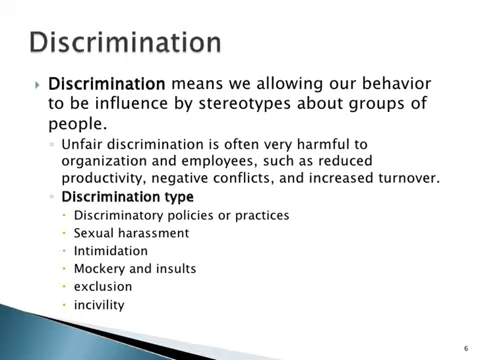 Discrimination
Discrimination means we allowing our behavior
to be influence by stereotypes about groups of
people.
Unfair discrimination is often very harmful to
organization and employees, such as reduced
productivity, negative conflicts, and increased turnover.
Discrimination type
Discriminatory policies or practices
Sexual harassment
Intimidation
Mockery and insults
exclusion
incivility
6